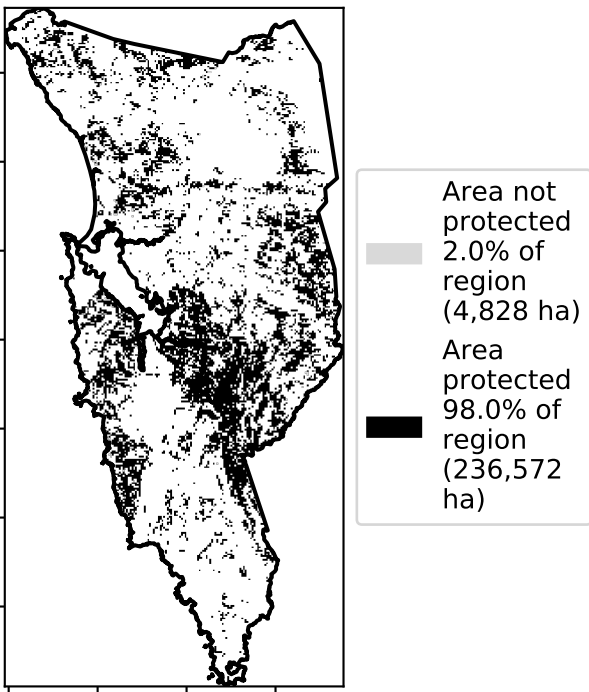 Area not
protected
2.0% of
region
(4,828 ha)
Area
protected
98.0% of
region
(236,572
ha)